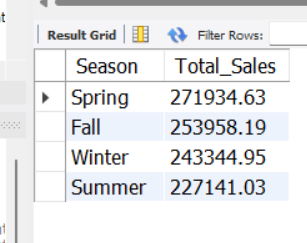 Result Grid Filter Rows:
Season Total_Sales
Spring 271934.63
Fall 253958.19
Winter 243344.95
Summer 227141.03